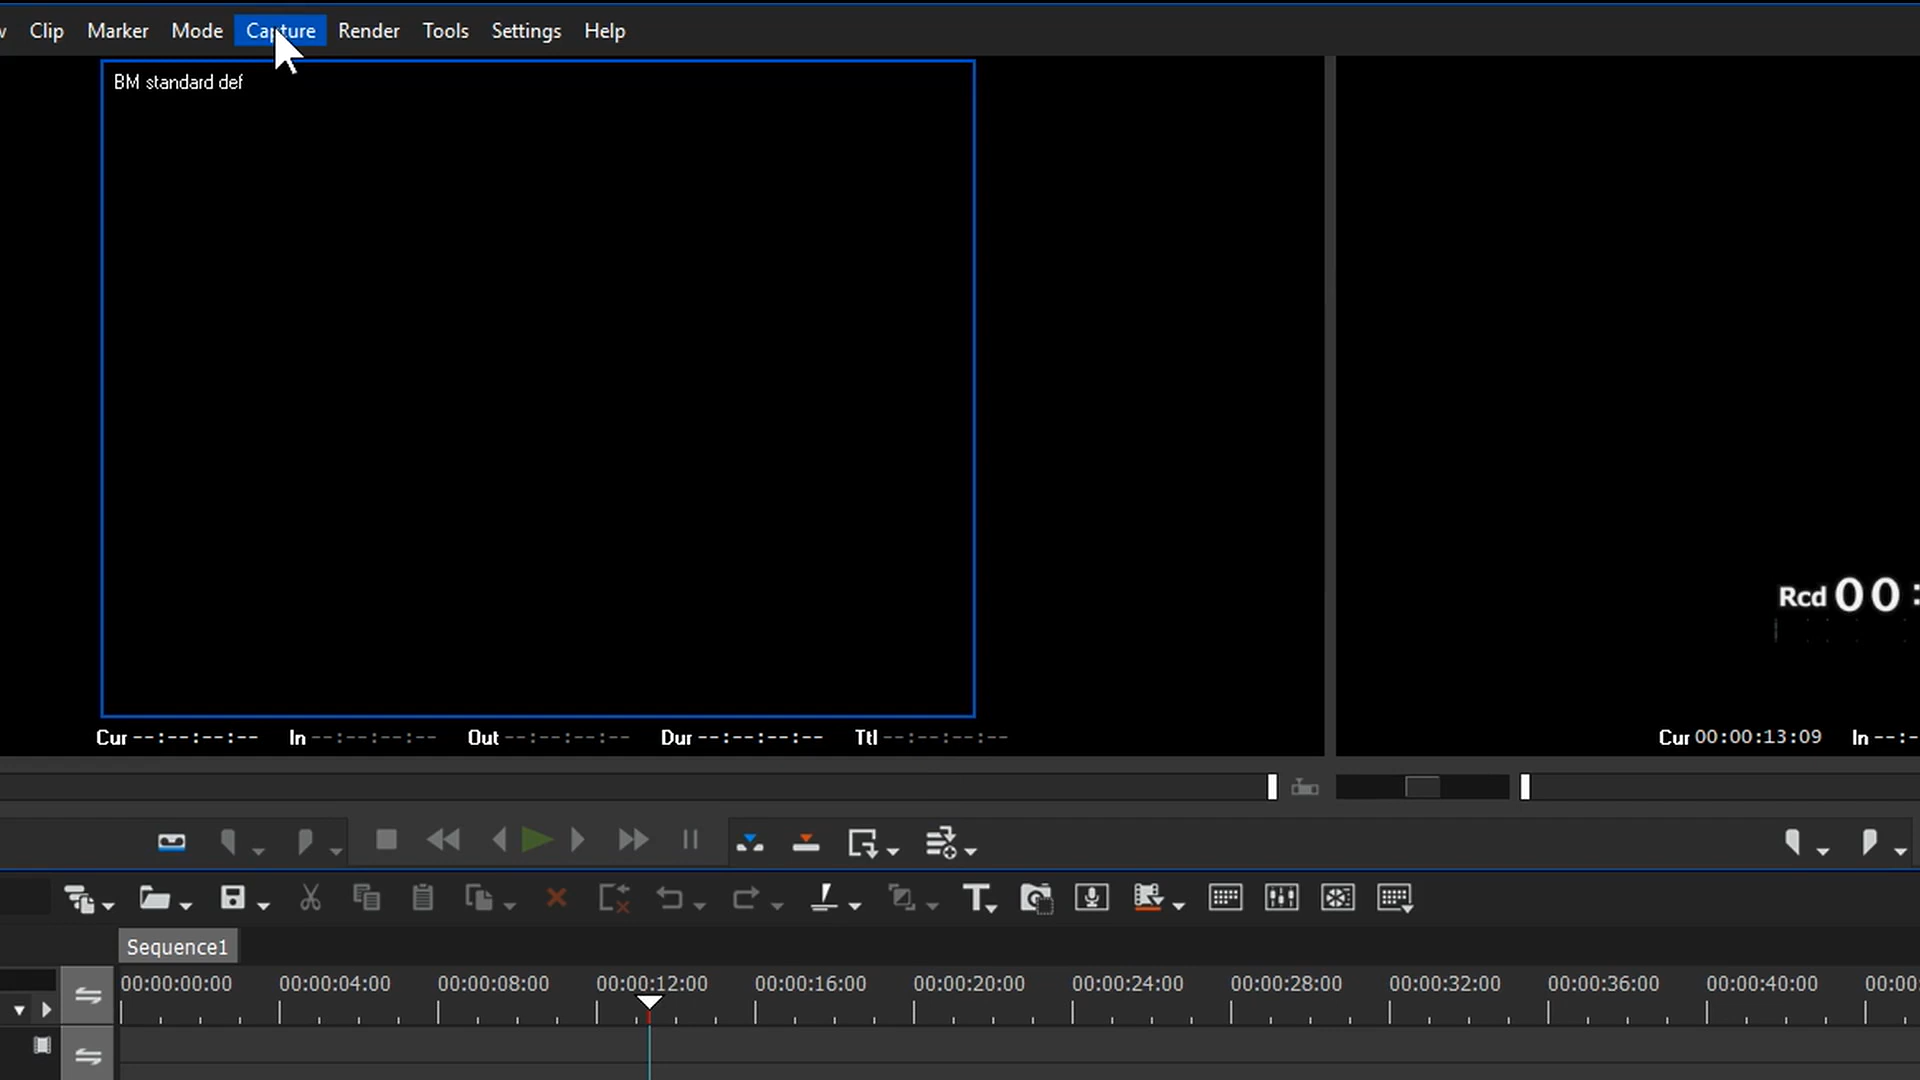 Clip Marker Mode Capture Render Tools Settings Help
BM standard def
Rcd 00:
Cur --:--:--:-- In --:--:--:-- Out --:--:--:-- Dur --:--:--:-- Ttl --:--:--:--
Cur 00:00:13:09 In --:-
Sequence1
00:00:00:00 00:00:04:00 00:00:08:00 00:00:12:00 00:00:16:00 00:00:20:00 00:00:24:00 00:00:28:00 00:00:32:00 00:00:36:00 00:00:40:00 00:00